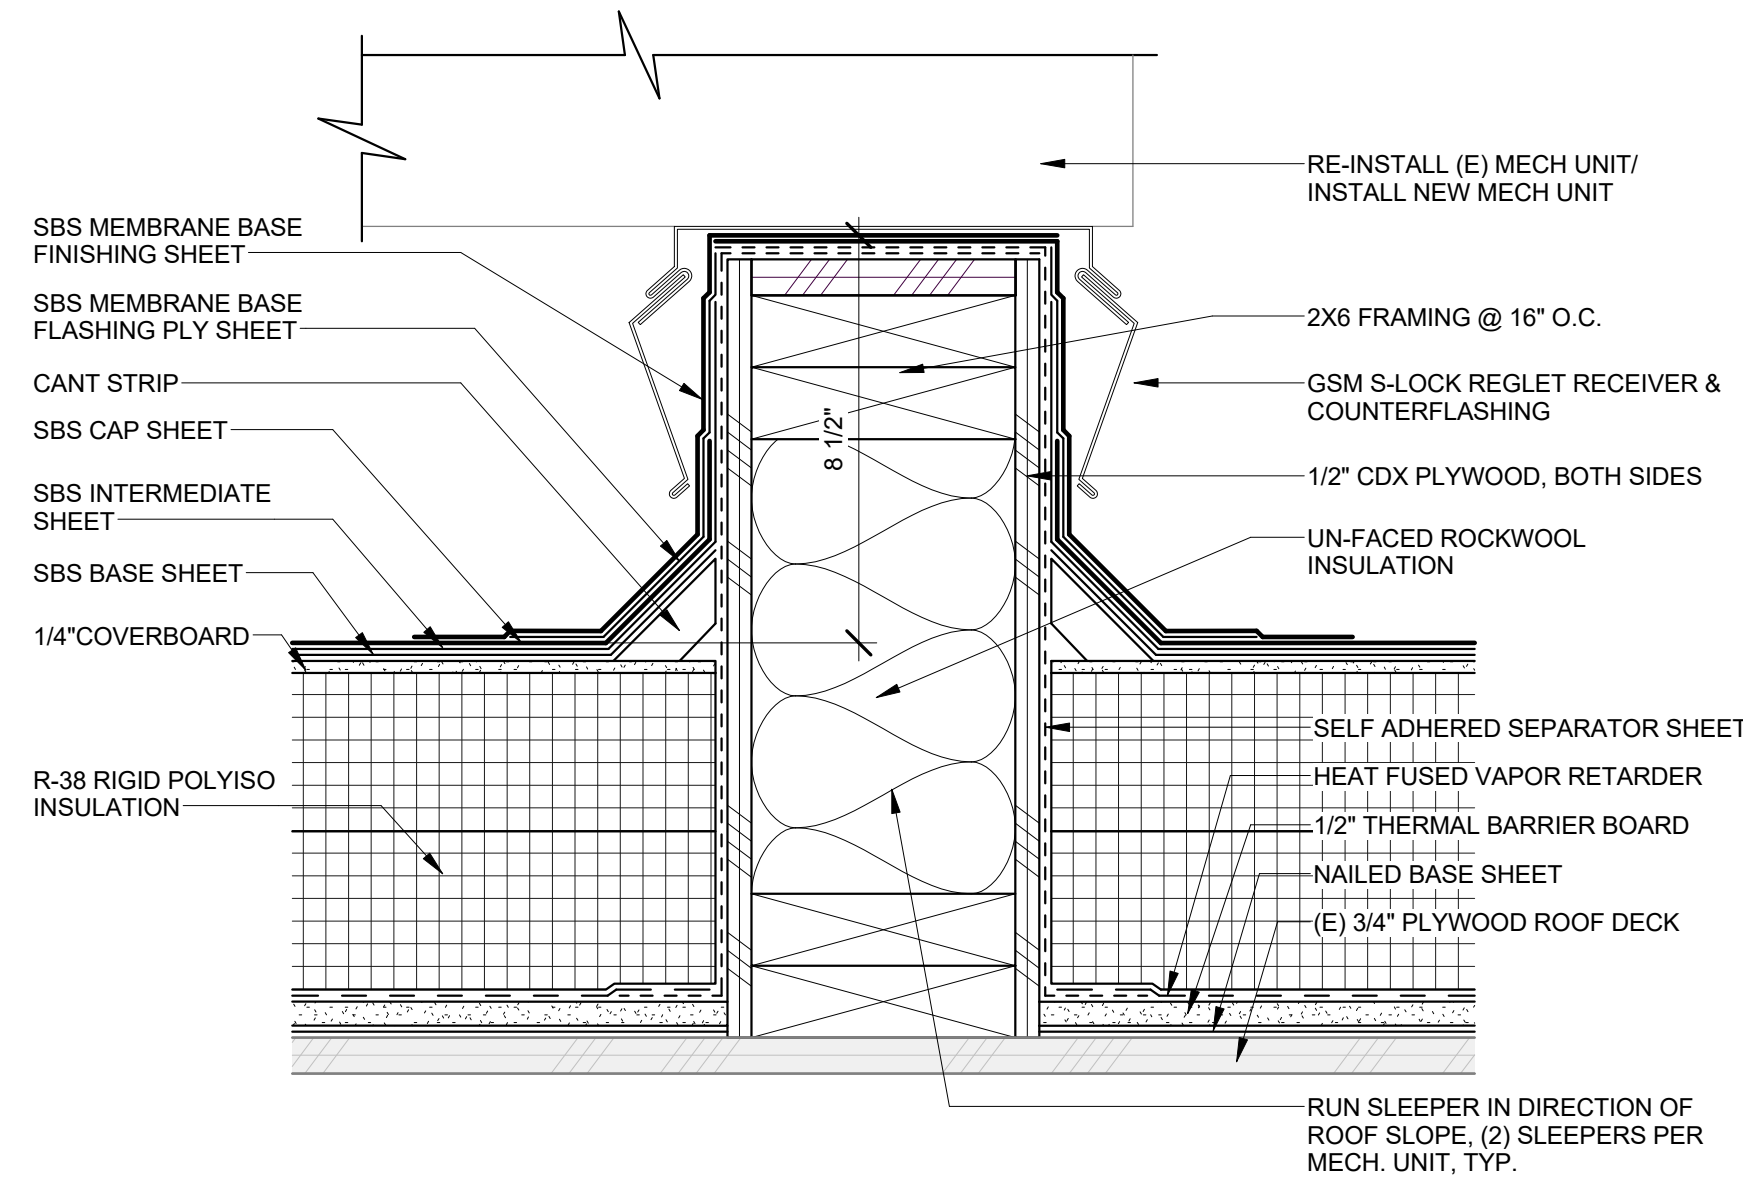 SBS MEMBRANE BASE
FINISHING SHEET
SBS MEMBRANE BASE
FLASHING PLY SHEET
CANT STRIP
SBS CAP SHEET
SBS INTERMEDIATE
SHEET
SBS BASE SHEET
1/4"COVERBOARD
R-38 RIGID POLYISO
INSULATION
8 1/2"
RE-INSTALL (E) MECH UNIT/
INSTALL NEW MECH UNIT
2X6 FRAMING @ 16" O.C.
GSM S-LOCK REGLET RECEIVER &
COUNTERFLASHING
1/2" CDX PLYWOOD, BOTH SIDES
UN-FACED ROCKWOOL
INSULATION
SELF ADHERED SEPARATOR SHEET
HEAT FUSED VAPOR RETARDER
1/2" THERMAL BARRIER BOARD
NAILED BASE SHEET
(E) 3/4" PLYWOOD ROOF DECK
RUN SLEEPER IN DIRECTION OF
ROOF SLOPE, (2) SLEEPERS PER
MECH. UNIT, TYP.